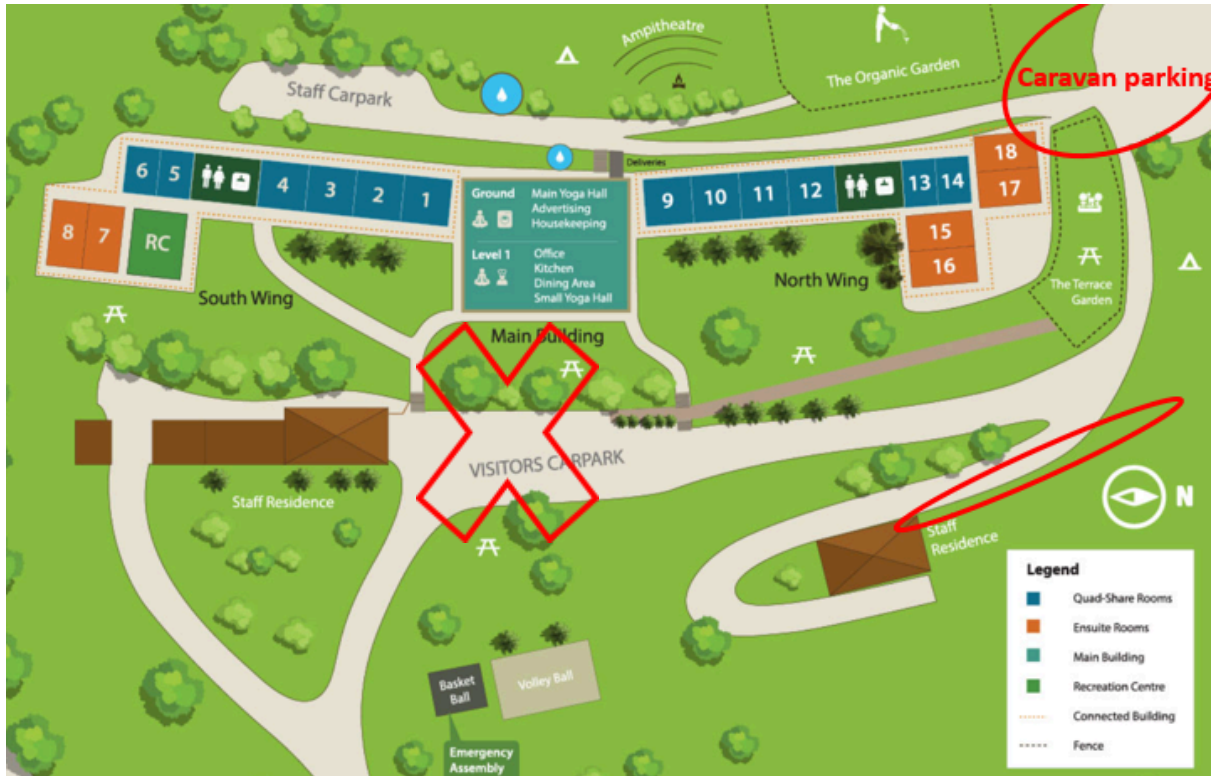 Ampitheatre
The Organic Garden
Caravan parking
Staff Carpark
Deliveries
6 5 4 3 2 1
9 10 11 12 13 14
18
17
15
16
8 7 RC
Ground
Main Yoga Hall
Advertising
Housekeeping
Level 1
Office
Kitchen
Dining Area
Small Yoga Hall
South Wing
North Wing
The Terrace
Garden
Main Building
VISITORS CARPARK
Staff Residence
Staff
Residence
N
Basket
Ball
Volley Ball
Emergency
Assembly
Legend
Quad-Share Rooms
Ensuite Rooms
Main Building
Recreation Centre
Connected Building
Fence